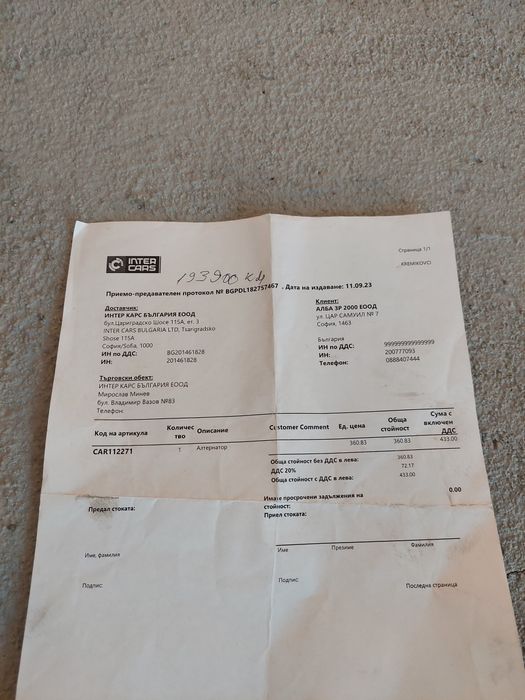 Страница 1/1
INTER CARS
KREMIKOVCI
193900 км
Приемо-предавателен протокол № BGPDL182757467 . Дата на издаване: 11.09.23
Доставчик:
ИНТЕР КАРС БЪЛГАРИЯ ЕООД
бул.Цариградско Шосе 115А, ет. 3
INTER CARS BULGARIA LTD, Tsarigradsko
Shose 115A
София/Sofia, 1000
ИН по ДДС: BG201461828
ИН: 201461828
Клиент:
АЛБА ЗР 2000 ЕООД
ул. ЦАР САМУИЛ № 7
София, 1463
България
ИН по ДДС: 999999999999999
ИН: 200777093
Телефон: 0888407444
Търговски обект:
ИНТЕР КАРС БЪЛГАРИЯ ЕООД
Мирослав Минев
бул. Владимир Вазов №83
Телефон:
Код на артикула Количество Описание Customer Comment Ед. цена Обща стойност Сума с включен ДДС
CAR112271 1 Алтернатор 360.83 360.83 433.00
Обща стойност без ДДС в лева: 360.83
ДДС 20% 72.17
Обща стойност с ДДС в лева: 433.00
Имате просрочени задължения на стойност: 0.00
Предал стоката: Приел стоката:
Име, фамилия Име Презиме Фамилия
Подпис: Подпис: Последна страница